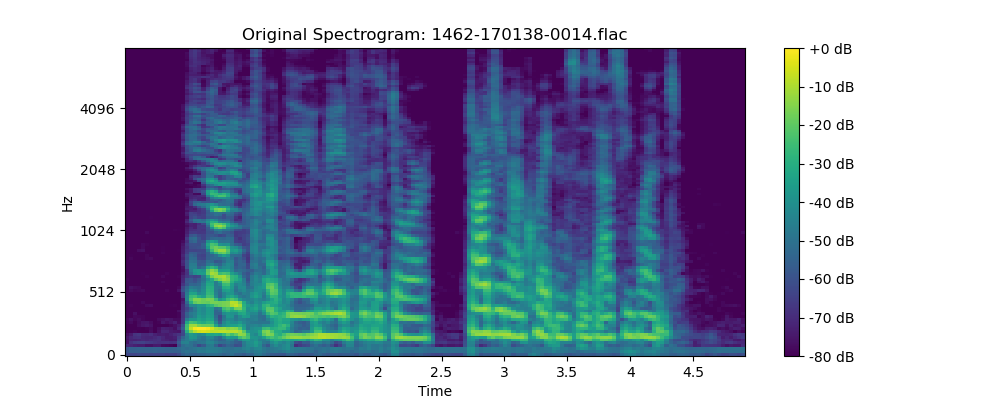 Original Spectrogram: 1462-170138-0014.flac
Hz
4096
2048
1024
512
0
0 0.5 1 1.5 2 2.5 3 3.5 4 4.5
Time
+0 dB
-10 dB
-20 dB
-30 dB
-40 dB
-50 dB
-60 dB
-70 dB
-80 dB